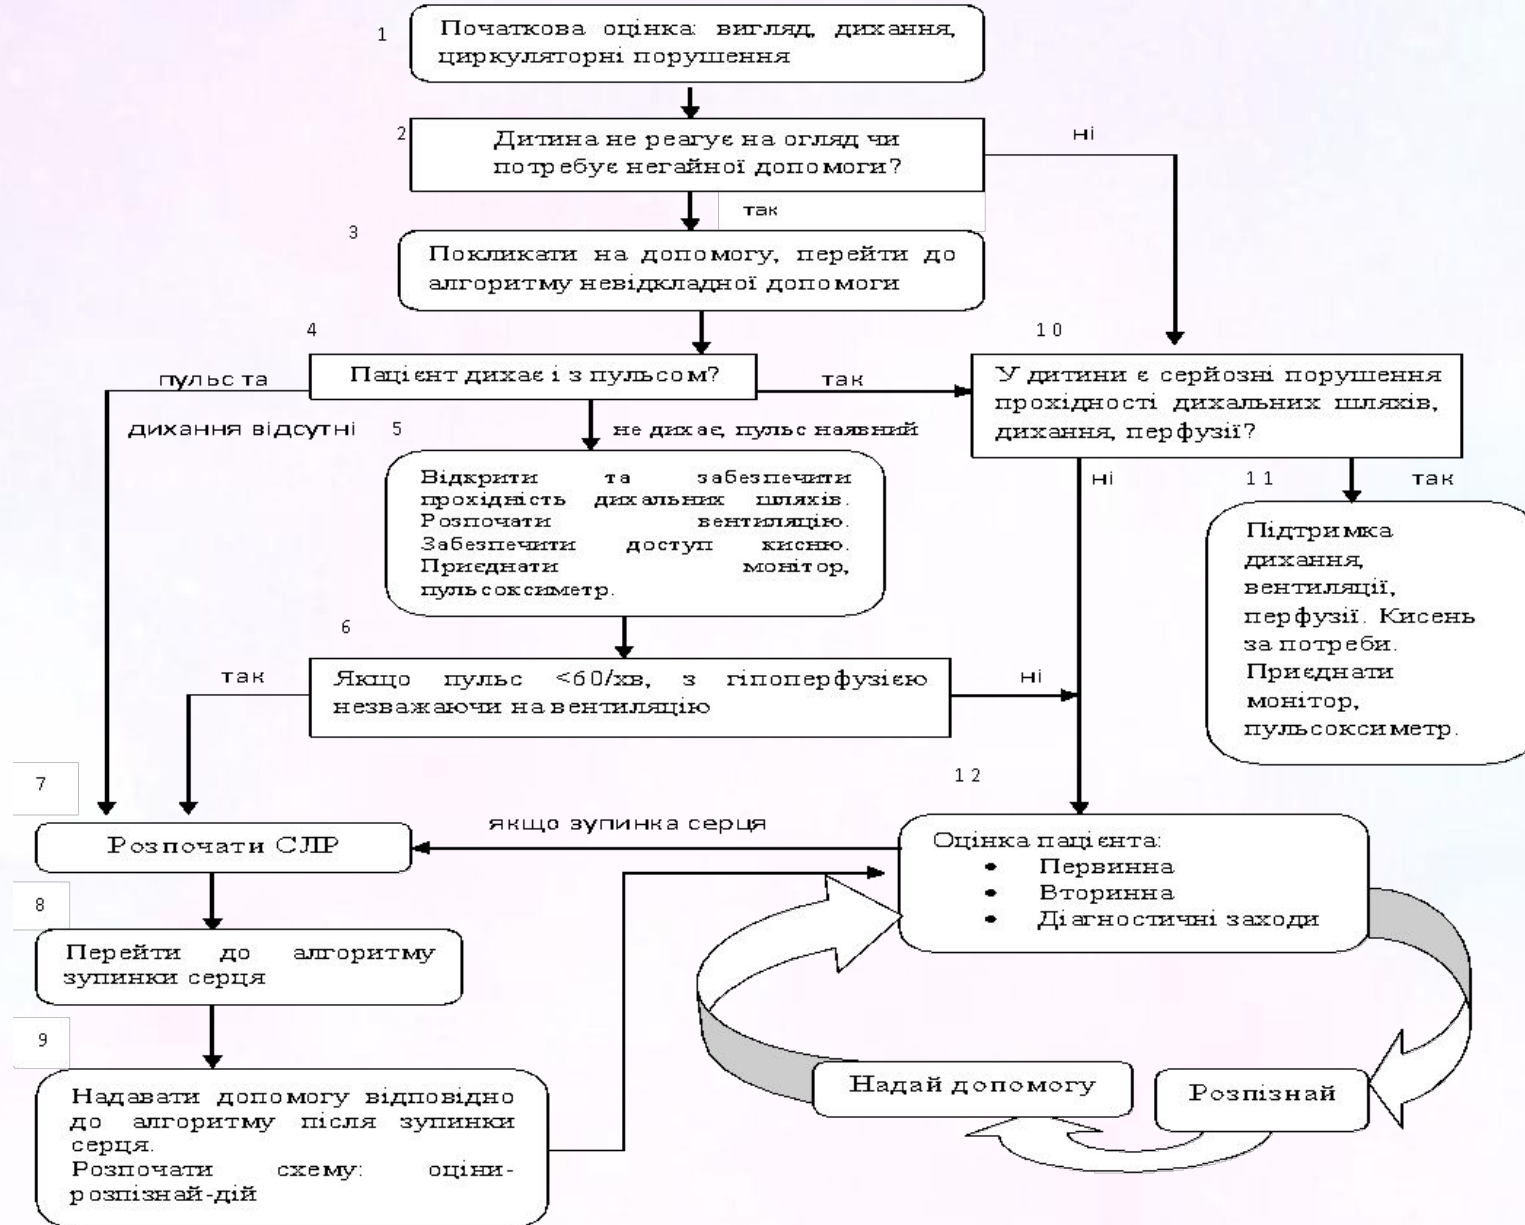 1
Початкова оцінка: вигляд, дихання,
циркуляторні порушення
2
Дитина не реагує на огляд чи
потребує негайної допомоги?
ні
так
3
Покликати на допомогу, перейти до
алгоритму невідкладної допомоги
4
Пацієнт дихає і з пульсом?
пульс та
дихання відсутні
так
не дихає, пульс наявний
10
У дитини є серйозні порушення
прохідності дихальних шляхів,
дихання, перфузії?
5
Відкрити та забезпечити
прохідність дихальних шляхів.
Розпочати вентиляцію.
Забезпечити доступ кисню.
Приєднати монітор,
пульсоксиметр.
ні
11
так
Підтримка
дихання,
вентиляції,
перфузії. Кисень
за потреби.
Приєднати
монітор,
пульсоксиметр.
6
Якщо пульс <60/хв, з гіпоперфузією
незважаючи на вентиляцію
так
ні
7
Розпочати СЛР
якщо зупинка серця
12
Оцінка пацієнта:
• Первинна
• Вторинна
• Діагностичні заходи
8
Перейти до алгоритму
зупинки серця
9
Надавати допомогу відповідно
до алгоритму після зупинки
серця.
Розпочати схему: оціни-
розпізнай-дій
Надай допомогу
Розпізнай